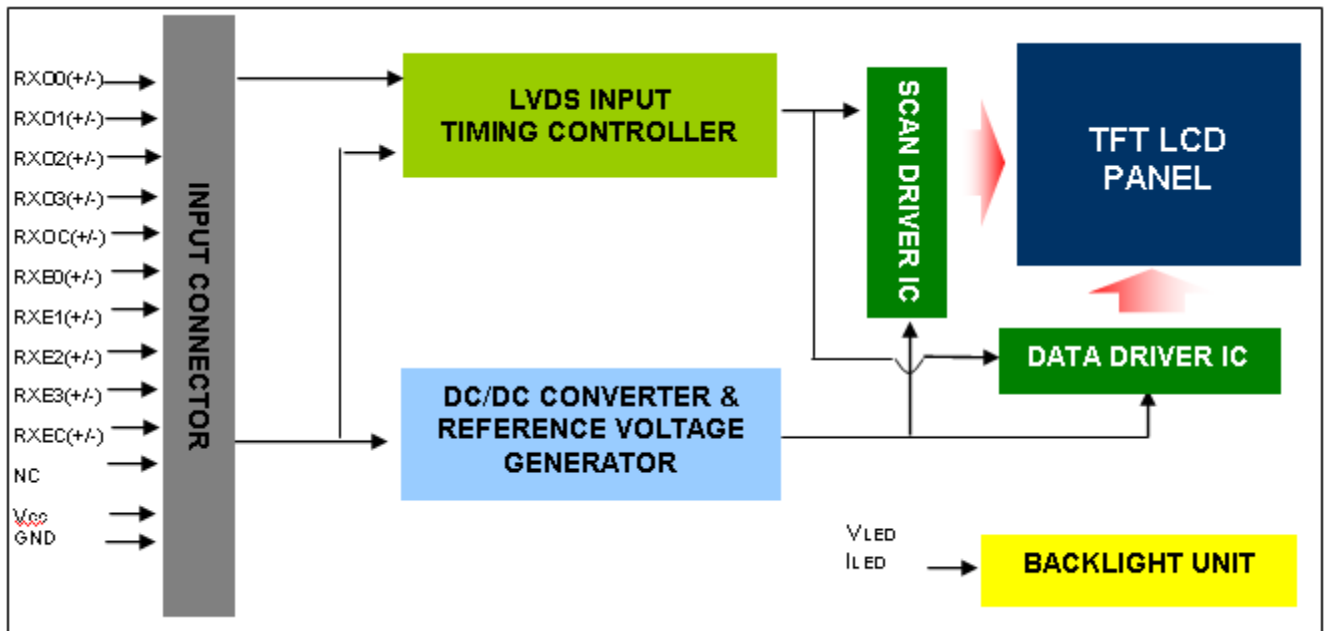 RXO0(+/-)
RXO1(+/-)
RXO2(+/-)
RXO3(+/-)
RXOC(+/-)
RXE0(+/-)
RXE1(+/-)
RXE2(+/-)
RXE3(+/-)
RXEC(+/-)
NC
Vcc
GND
INPUT CONNECTOR
LVDS INPUT
TIMING CONTROLLER
DC/DC CONVERTER &
REFERENCE VOLTAGE
GENERATOR
SCAN DRIVER IC
TFT LCD
PANEL
DATA DRIVER IC
VLED
ILED
BACKLIGHT UNIT